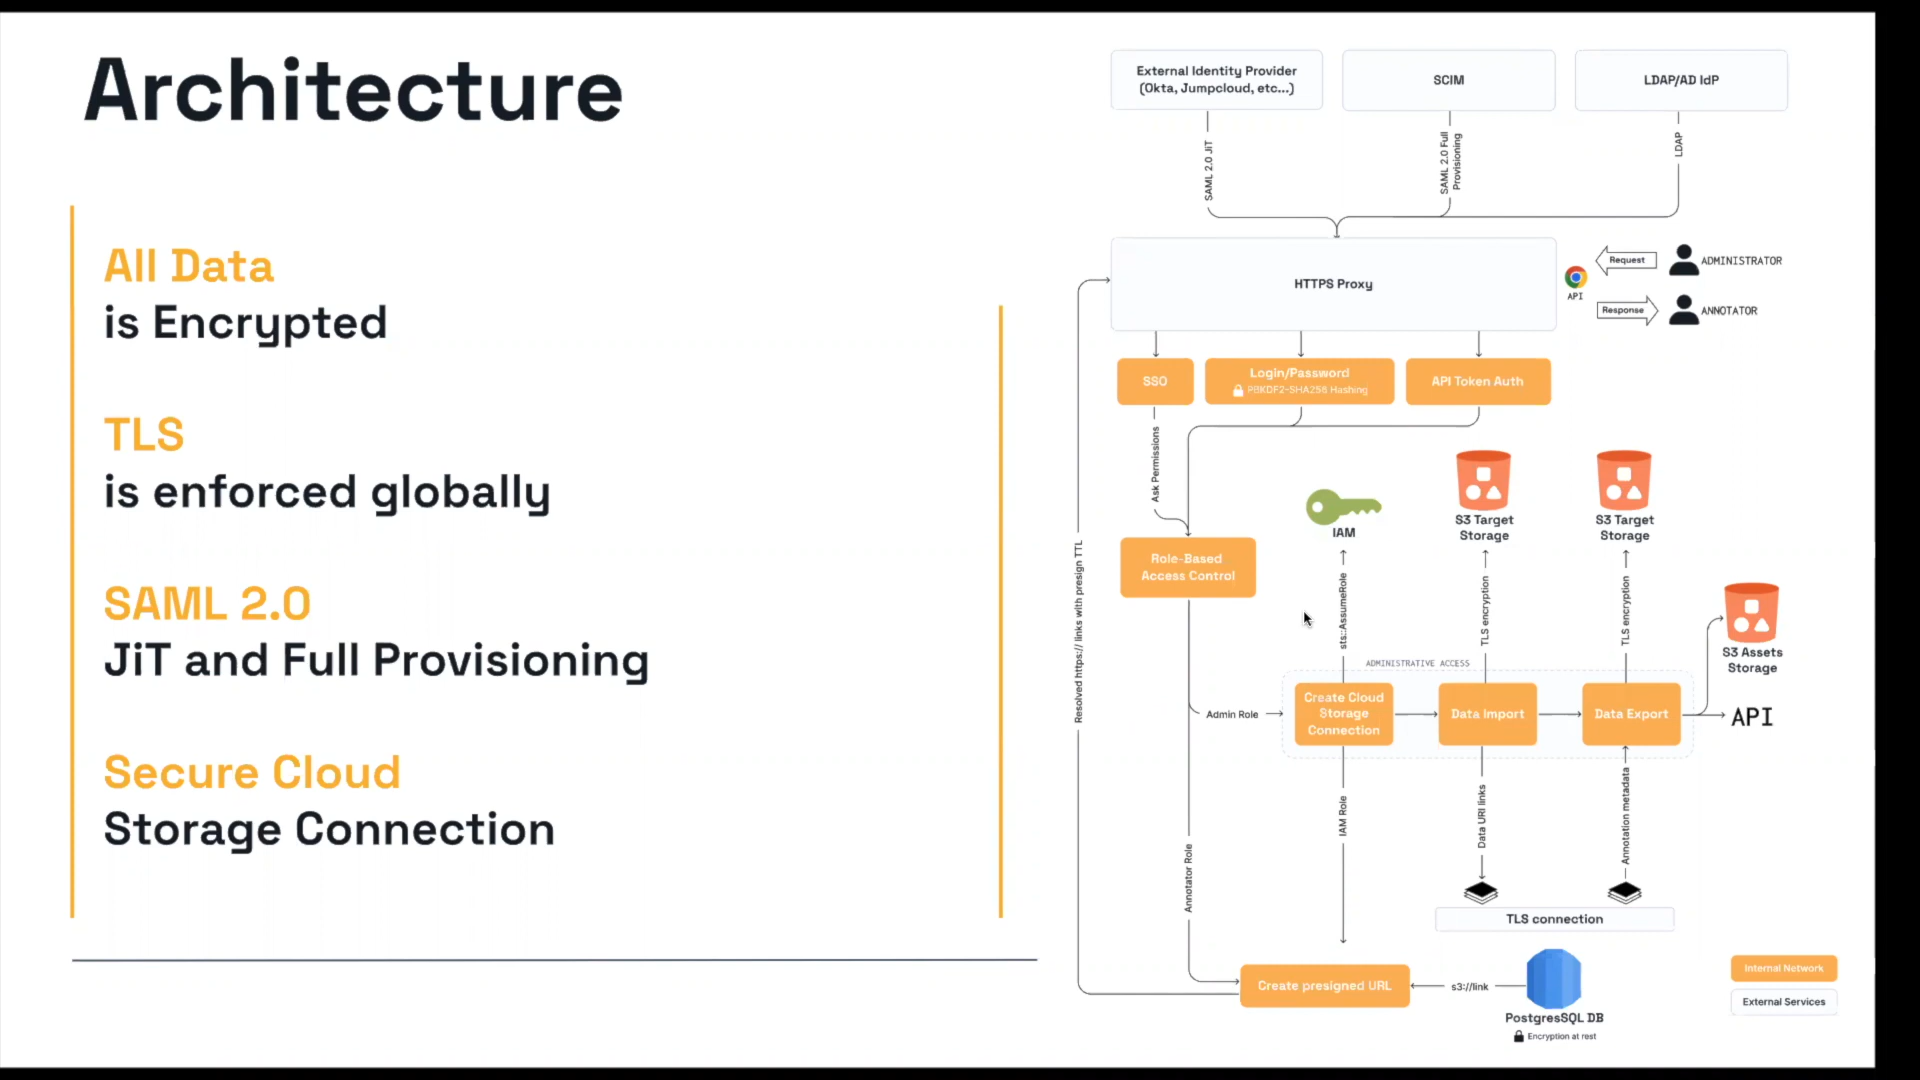 Architecture
All Data
is Encrypted
TLS
is enforced globally
SAML 2.0
JiT and Full Provisioning
Secure Cloud
Storage Connection
External Identity Provider
(Okta, Jumpcloud, etc...)
SCIM
LDAP/AD IdP
SAML 2.0 JiT
SAML 2.0 Full
Provisioning
LDAP
HTTPS Proxy
API
Request
ADMINISTRATOR
Response
ANNOTATOR
SSO
Login/Password
PBKDF2-SHA256 Hashing
API Token Auth
Ask Permissions
IAM
S3 Target
Storage
S3 Target
Storage
Role-Based
Access Control
Resolved https:// links with presign TTL
sts::AssumeRole
TLS encryption
TLS encryption
S3 Assets
Storage
ADMINISTRATIVE ACCESS
Admin Role
Create Cloud
Storage
Connection
Data Import
Data Export
API
IAM Role
Data URI links
Annotation metadata
Annotator Role
TLS connection
Create presigned URL
s3://link
PostgresSQL DB
Encryption at rest
Internal Network
External Services